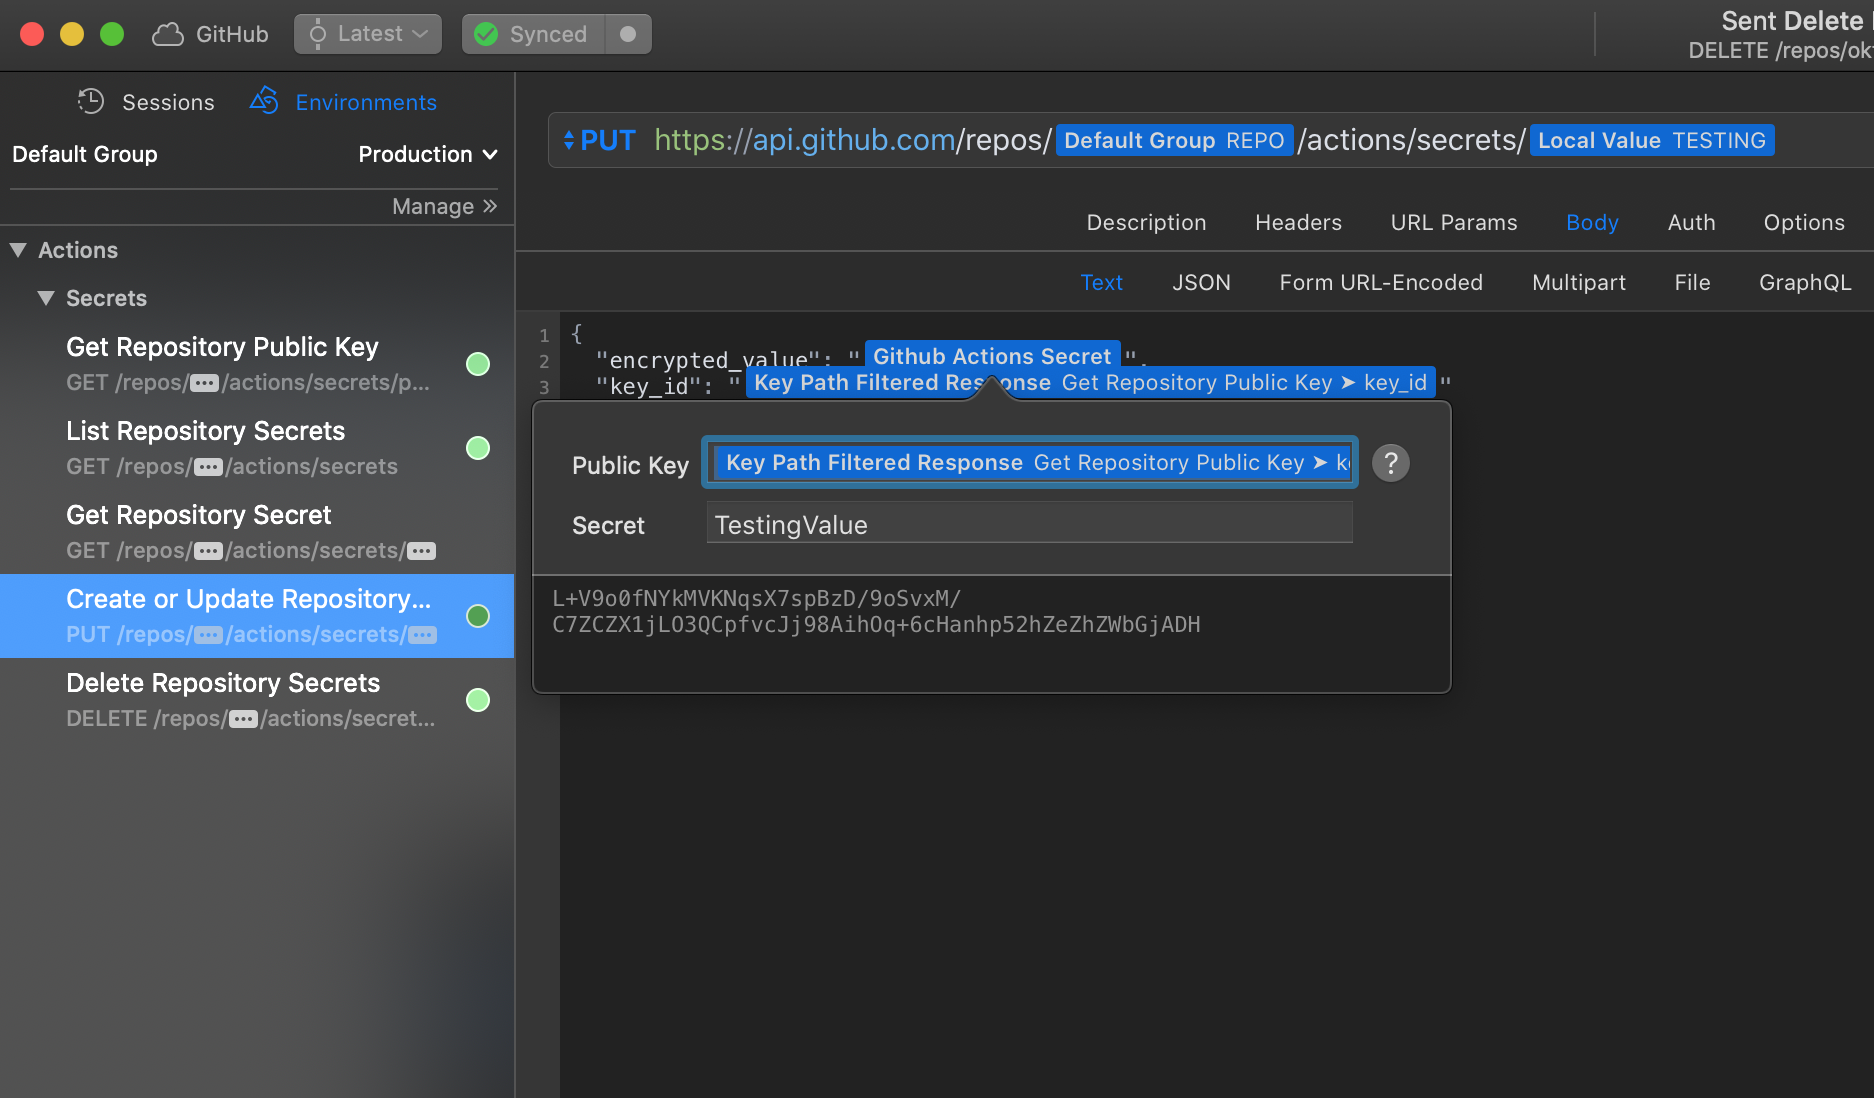 GitHub Latest Synced
Sent Delete
DELETE /repos/ok
Sessions Environments
Default Group Production
Manage »
Actions
Secrets
Get Repository Public Key
GET /repos/•••/actions/secrets/p...
List Repository Secrets
GET /repos/•••/actions/secrets
Get Repository Secret
GET /repos/•••/actions/secrets/•••
Create or Update Repository...
PUT /repos/•••/actions/secrets/•••
Delete Repository Secrets
DELETE /repos/•••/actions/secret...
PUT https://api.github.com/repos/ Default Group REPO /actions/secrets/ Local Value TESTING
Description Headers URL Params Body Auth Options
Text JSON Form URL-Encoded Multipart File GraphQL
1 {
2 "encrypted_value": " Github Actions Secret ",
3 "key_id": " Key Path Filtered Response Get Repository Public Key ➤ key_id "
Public Key Key Path Filtered Response Get Repository Public Key ➤ k ?
Secret TestingValue
L+V9o0fNYkMVKNqsX7spBzD/9oSvxM/
C7ZCZX1jLO3QCpfvcJj98AihOq+6cHanhp52hZeZhZWbGjADH